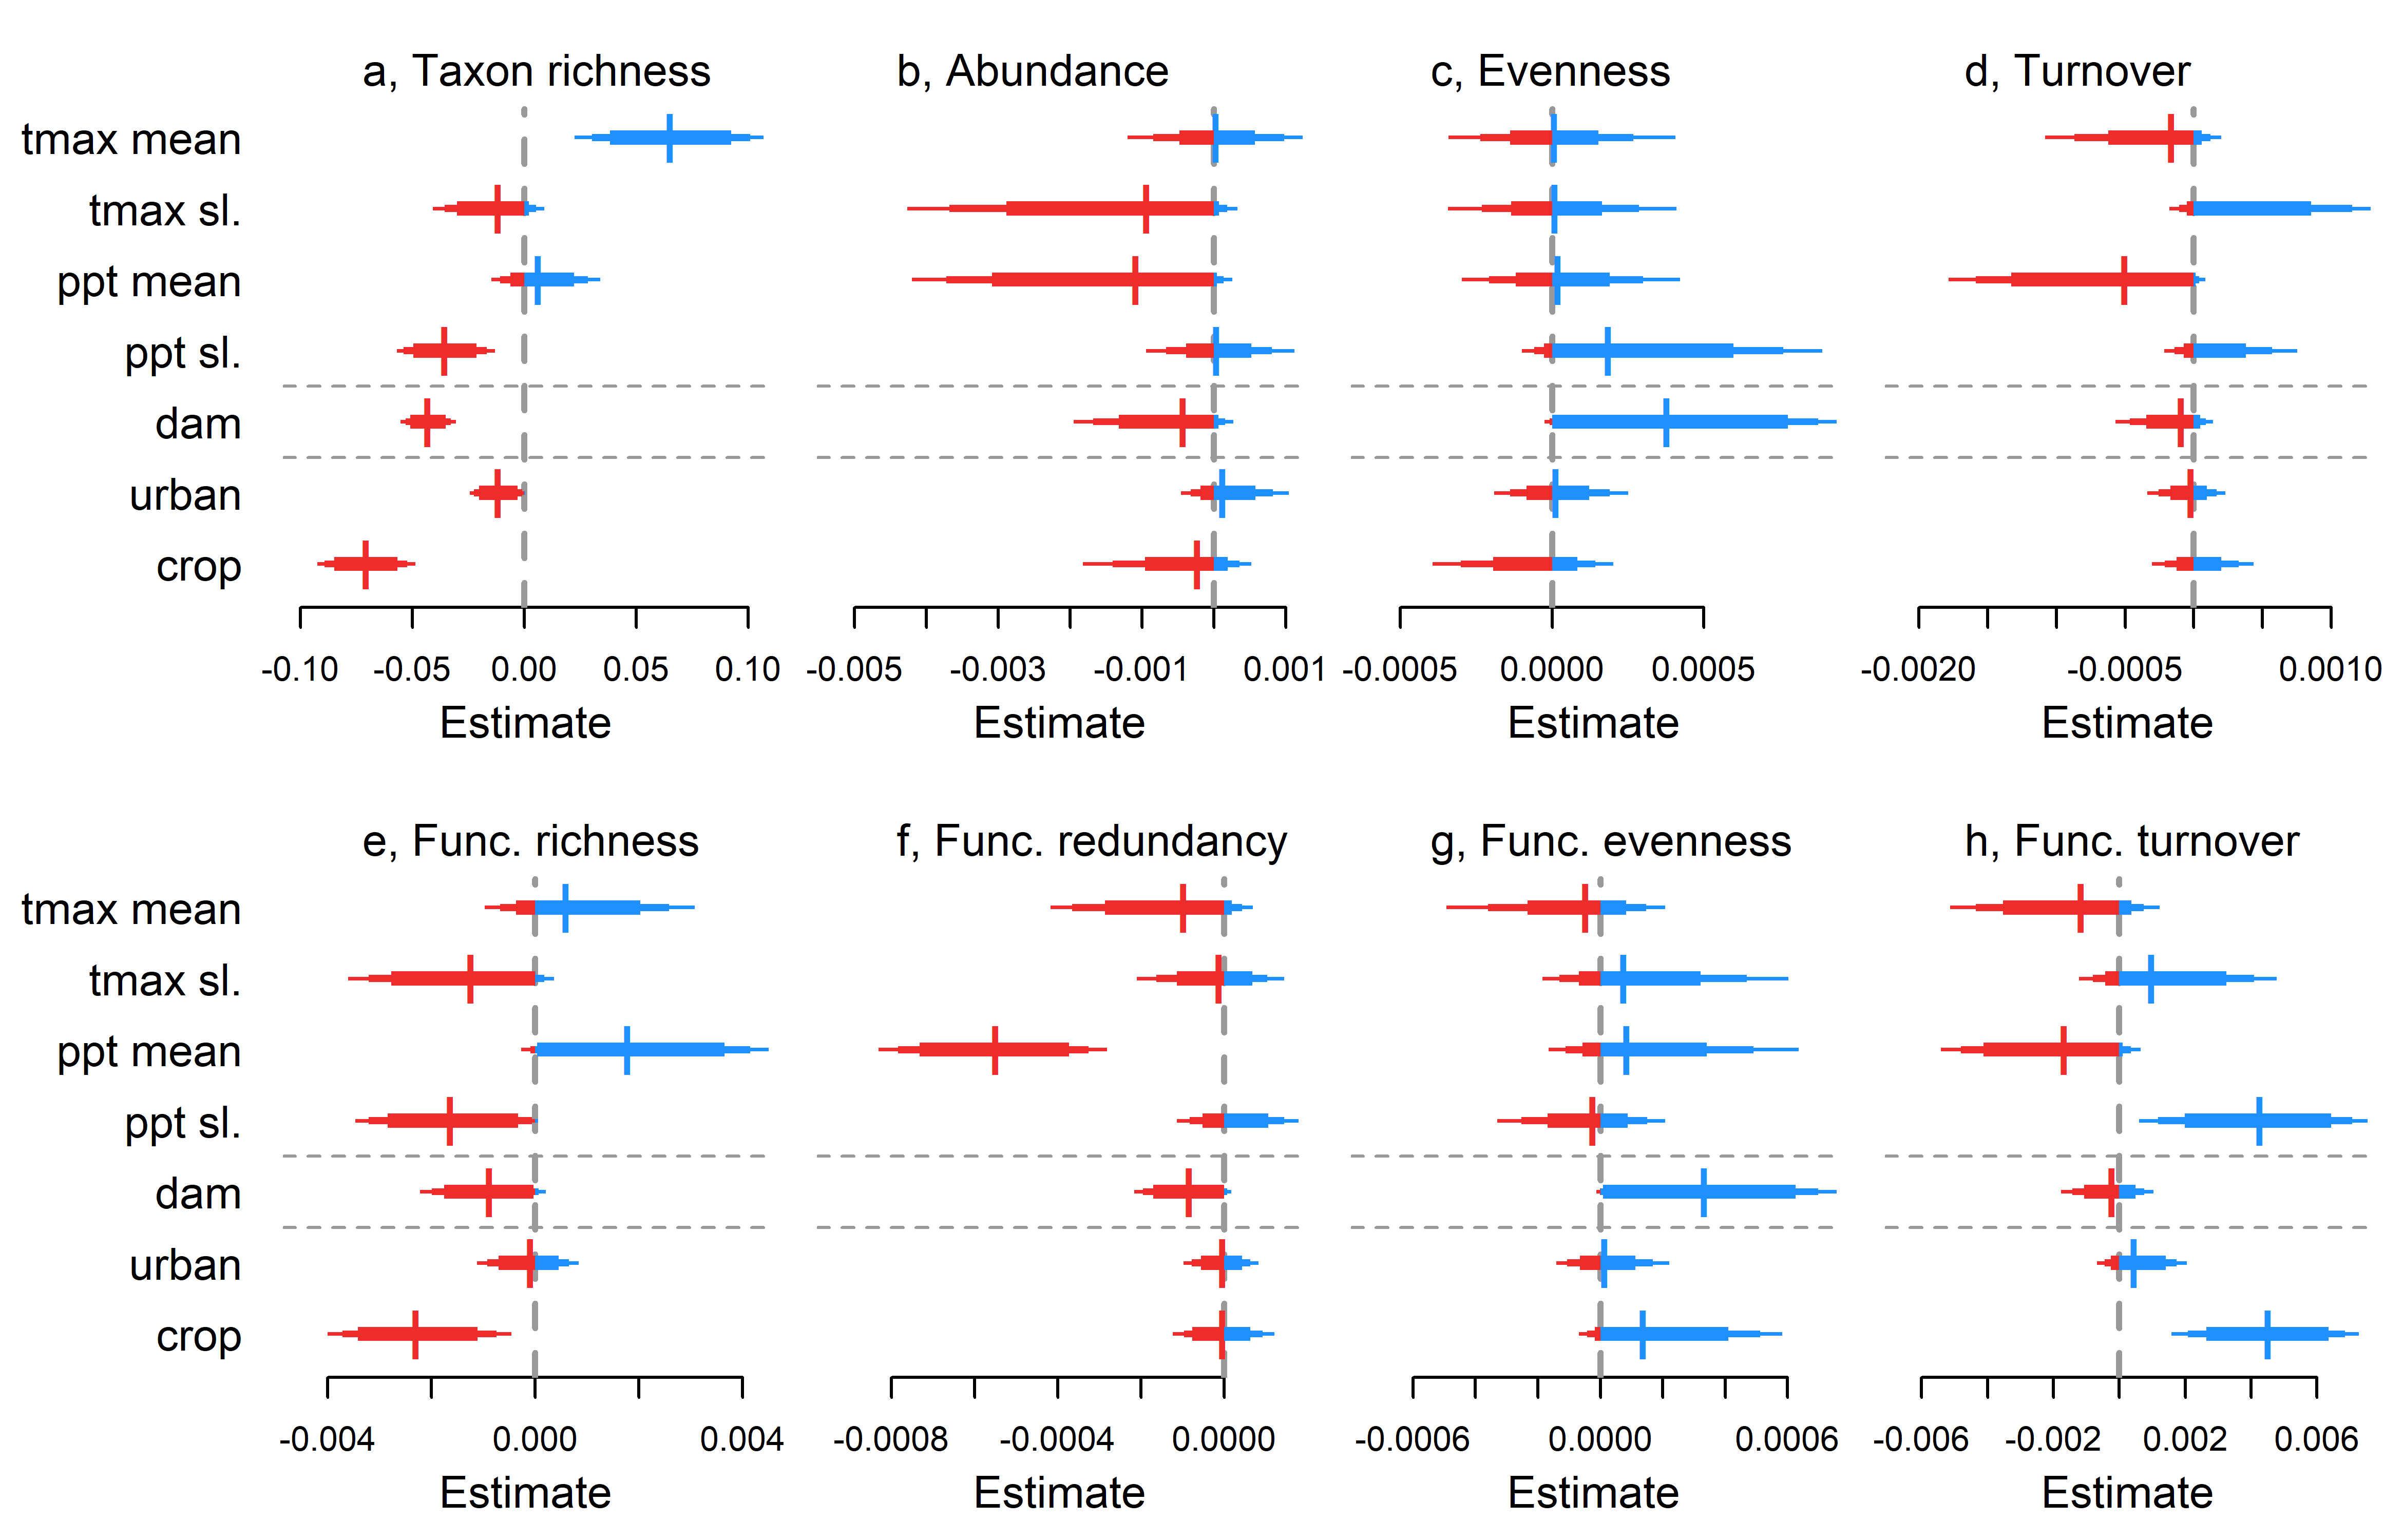 a, Taxon richness
b, Abundance
c, Evenness
d, Turnover
tmax mean
tmax sl.
ppt mean
ppt sl.
dam
urban
crop
-0.10 -0.05 0.00 0.05 0.10
-0.005 -0.003 -0.001 0.001
-0.0005 0.0000 0.0005
-0.0020 -0.0005 0.0010
Estimate
Estimate
Estimate
Estimate
e, Func. richness
f, Func. redundancy
g, Func. evenness
h, Func. turnover
tmax mean
tmax sl.
ppt mean
ppt sl.
dam
urban
crop
-0.004 0.000 0.004
-0.0008 -0.0004 0.0000
-0.0006 0.0000 0.0006
-0.006 -0.002 0.002 0.006
Estimate
Estimate
Estimate
Estimate